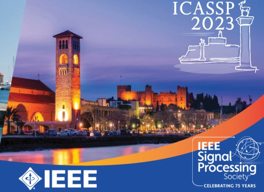 ICASSP
2023
IEEE
Signal
Processing
Society
CELEBRATING 75 YEARS
IEEE